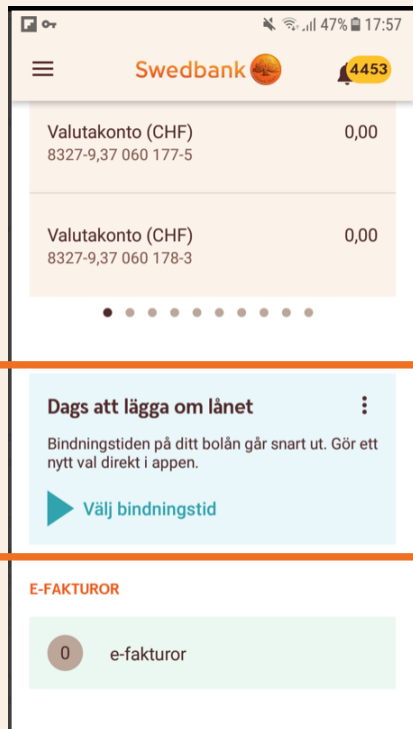 47% 17:57
Swedbank
4453
Valutakonto (CHF) 0,00
8327-9,37 060 177-5
Valutakonto (CHF) 0,00
8327-9,37 060 178-3
Dags att lägga om lånet
Bindningstiden på ditt bolån går snart ut. Gör ett
nytt val direkt i appen.
Välj bindningstid
E-FAKTUROR
0 e-fakturor